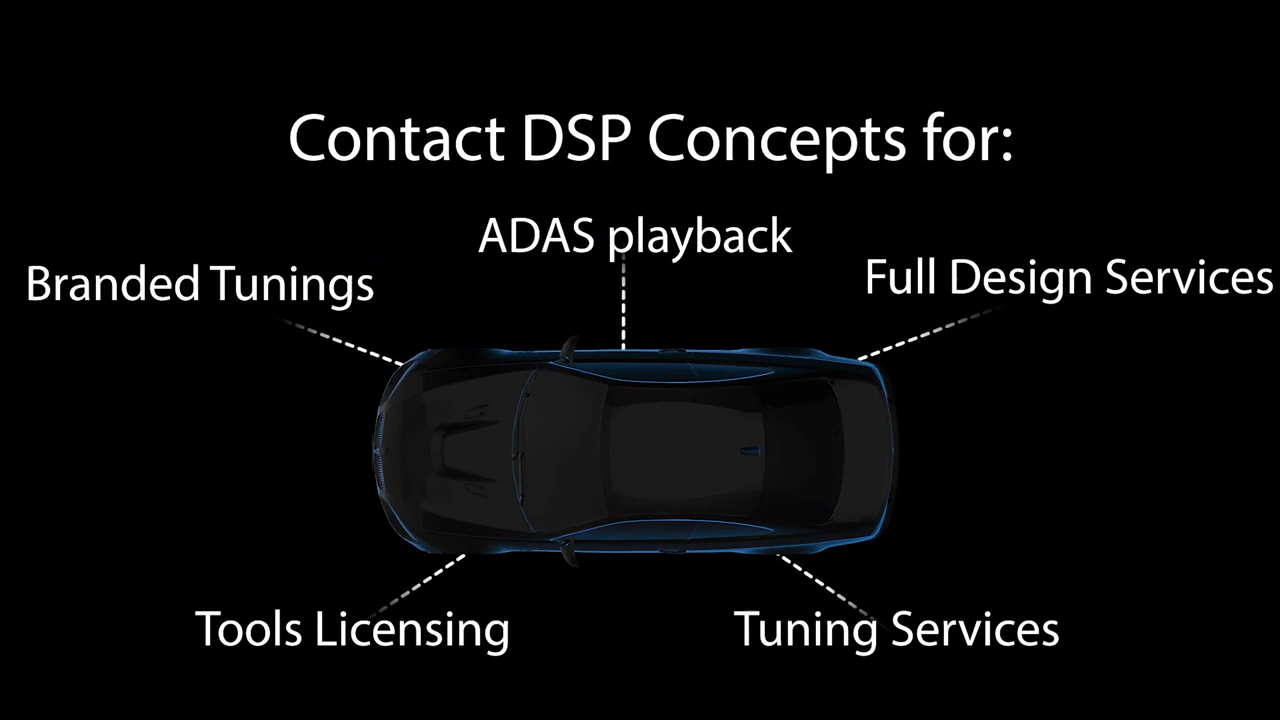 Contact DSP Concepts for:
ADAS playback
Branded Tunings
Full Design Services
Tools Licensing
Tuning Services